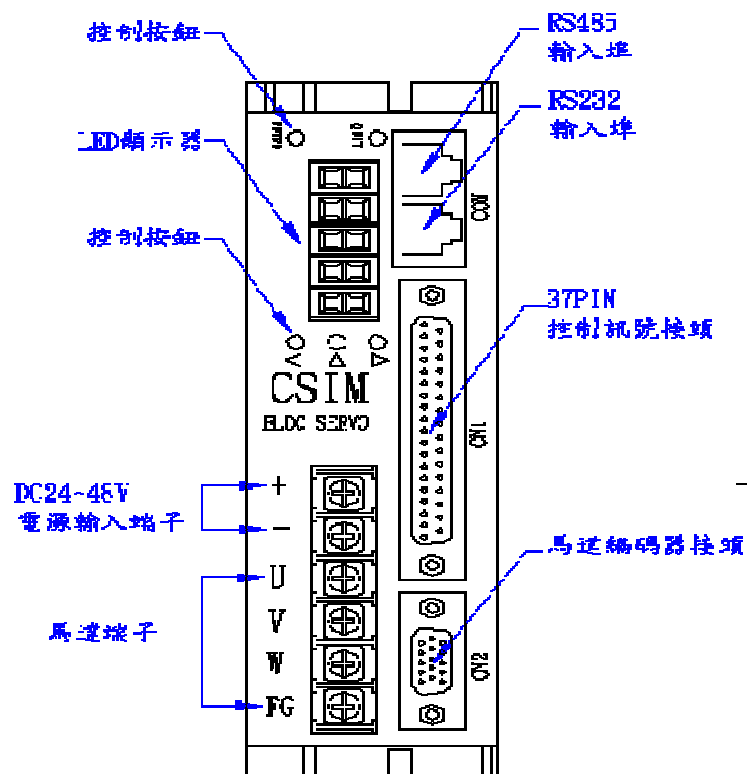 控制按鈕
RS485
輸入埠
RS232
輸入埠
LED顯示器
COM
控制按鈕
37PIN
控制訊號接頭
CSIM
BLDC SERVO
CN1
DC24~48V
電源輸入端子
+
-
U
V
W
FG
馬達端子
馬達編碼器接頭
CN2